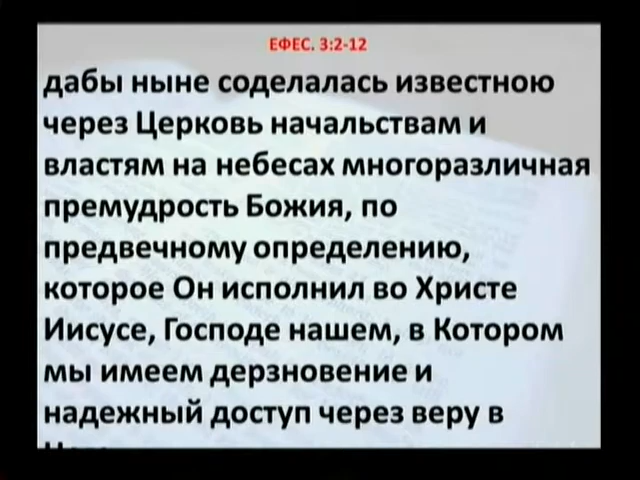 ЕФЕС. 3:2-12
дабы ныне соделалась известною
через Церковь начальствам и
властям на небесах многоразличная
премудрость Божия, по
предвечному определению,
которое Он исполнил во Христе
Иисусе, Господе нашем, в Котором
мы имеем дерзновение и
надежный доступ через веру в